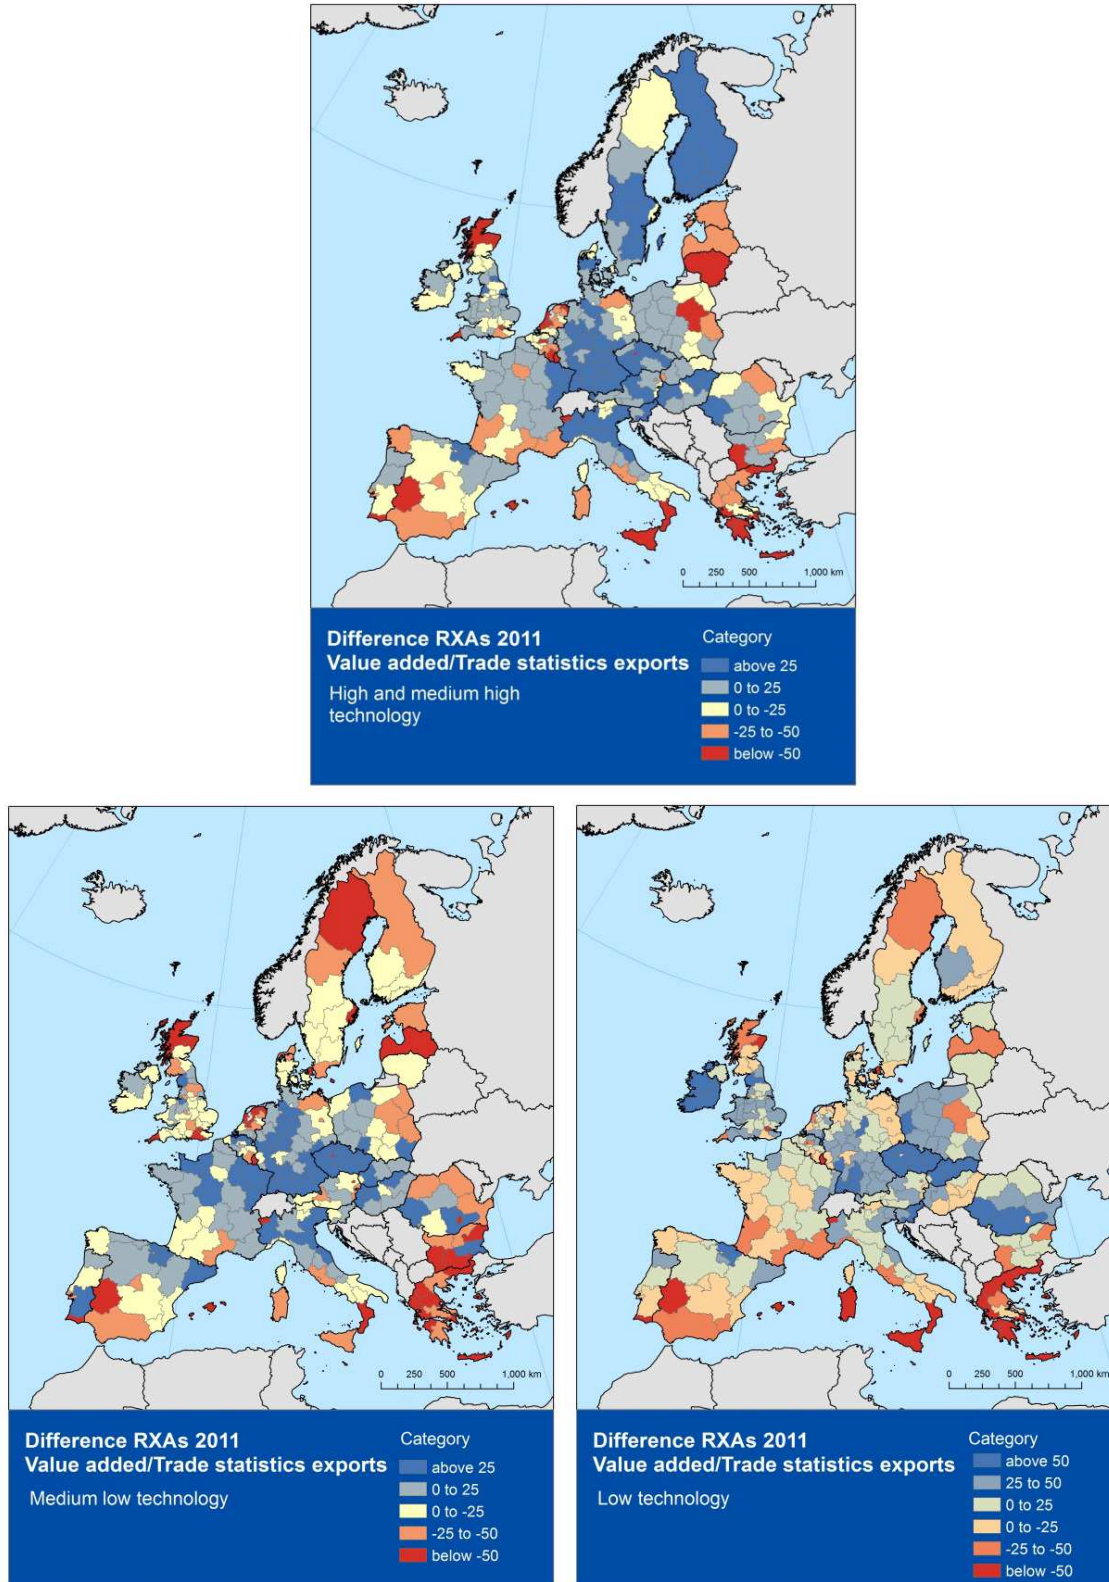 0 250 500 1,000 km
Difference RXAs 2011
Value added/Trade statistics exports
High and medium high
technology
Category
above 25
0 to 25
0 to -25
-25 to -50
below -50
0 250 500 1,000 km
Difference RXAs 2011
Value added/Trade statistics exports
Medium low technology
Category
above 25
0 to 25
0 to -25
-25 to -50
below -50
0 250 500 1,000 km
Difference RXAs 2011
Value added/Trade statistics exports
Low technology
Category
above 50
25 to 50
0 to 25
0 to -25
-25 to -50
below -50